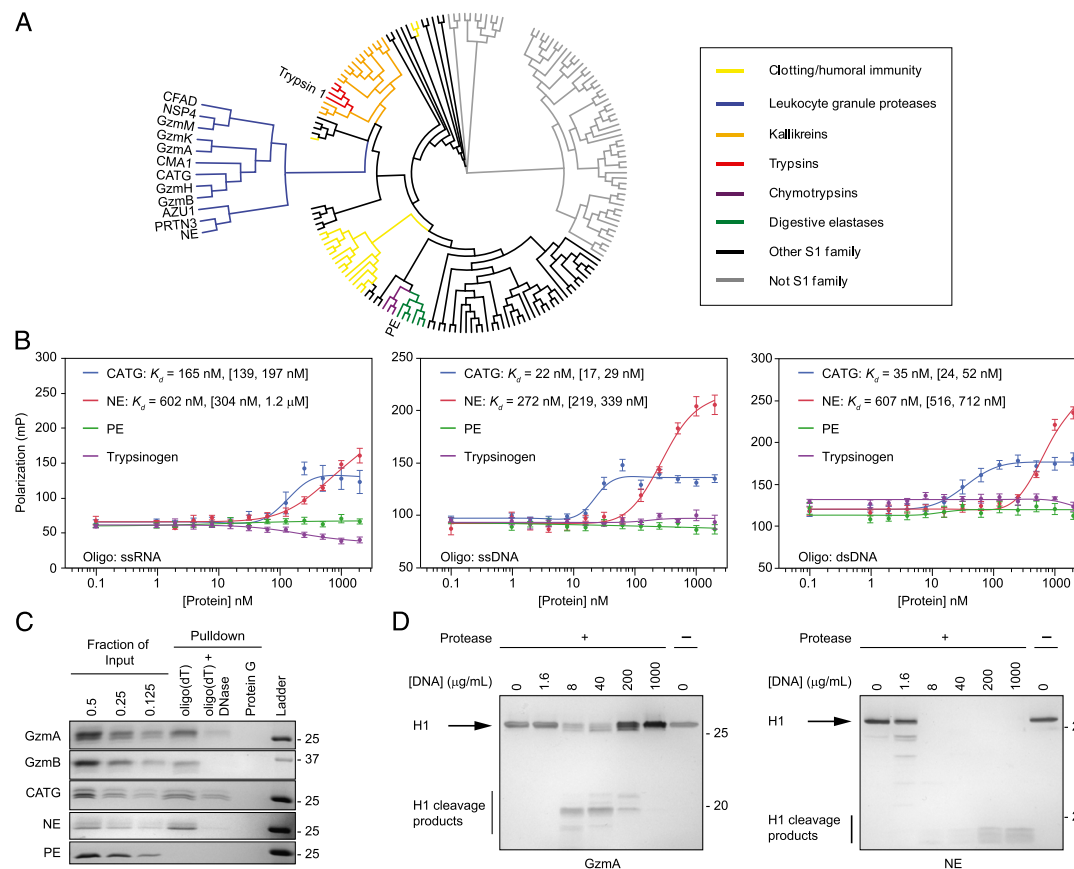 A
Trypsin 1
CFAD
NSP4
GzmM
GzmK
GzmA
CMA1
CATG
GzmH
GzmB
AZU1
PRTN3
NE
PE
Clotting/humoral immunity
Leukocyte granule proteases
Kallikreins
Trypsins
Chymotrypsins
Digestive elastases
Other S1 family
Not S1 family
B
Polarization (mP)
300
250
200
150
100
50
0
CATG: Kd = 165 nM, [139, 197 nM]
NE: Kd = 602 nM, [304 nM, 1.2 μM]
PE
Trypsinogen
Oligo: ssRNA
0.1 1 10 100 1000
[Protein] nM
250
200
150
100
50
CATG: Kd = 22 nM, [17, 29 nM]
NE: Kd = 272 nM, [219, 339 nM]
PE
Trypsinogen
Oligo: ssDNA
0.1 1 10 100 1000
[Protein] nM
300
250
200
150
100
50
CATG: Kd = 35 nM, [24, 52 nM]
NE: Kd = 607 nM, [516, 712 nM]
PE
Trypsinogen
Oligo: dsDNA
0.1 1 10 100 1000
[Protein] nM
C
Fraction of
Input
Pulldown
0.5
0.25
0.125
oligo(dT)
oligo(dT) +
DNase
Protein G
Ladder
GzmA
- 25
GzmB
- 37
CATG
- 25
NE
- 25
PE
- 25
D
Protease + −
[DNA] (μg/mL) 0 1.6 8 40 200 1000 0
H1
- 25
- 20
H1 cleavage
products
GzmA
Protease + −
[DNA] (μg/mL) 0 1.6 8 40 200 1000 0
H1
H1 cleavage
products
NE